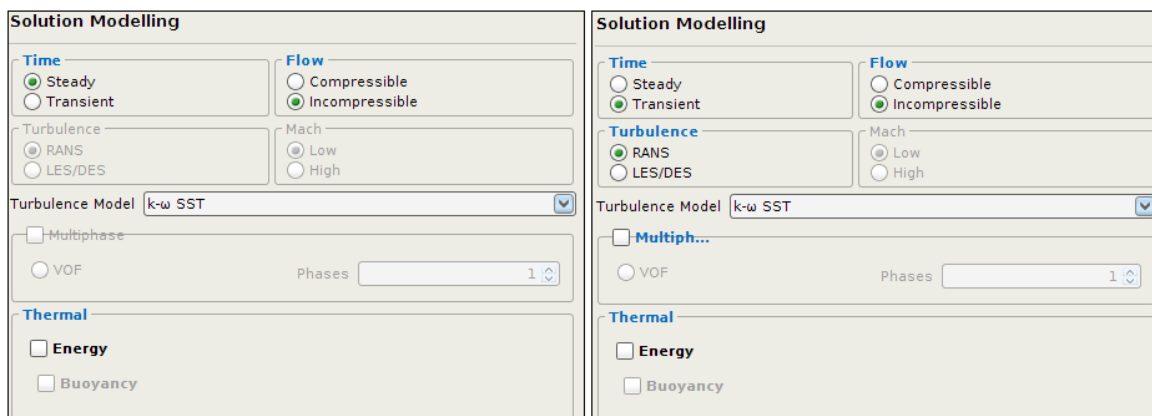 Solution Modelling
Time
Steady
Transient
Flow
Compressible
Incompressible
Turbulence
RANS
LES/DES
Mach
Low
High
Turbulence Model k-ω SST
Multiphase
VOF Phases 1
Thermal
Energy
Buoyancy
Solution Modelling
Time
Steady
Transient
Flow
Compressible
Incompressible
Turbulence
RANS
LES/DES
Mach
Low
High
Turbulence Model k-ω SST
Multiph...
VOF Phases 1
Thermal
Energy
Buoyancy